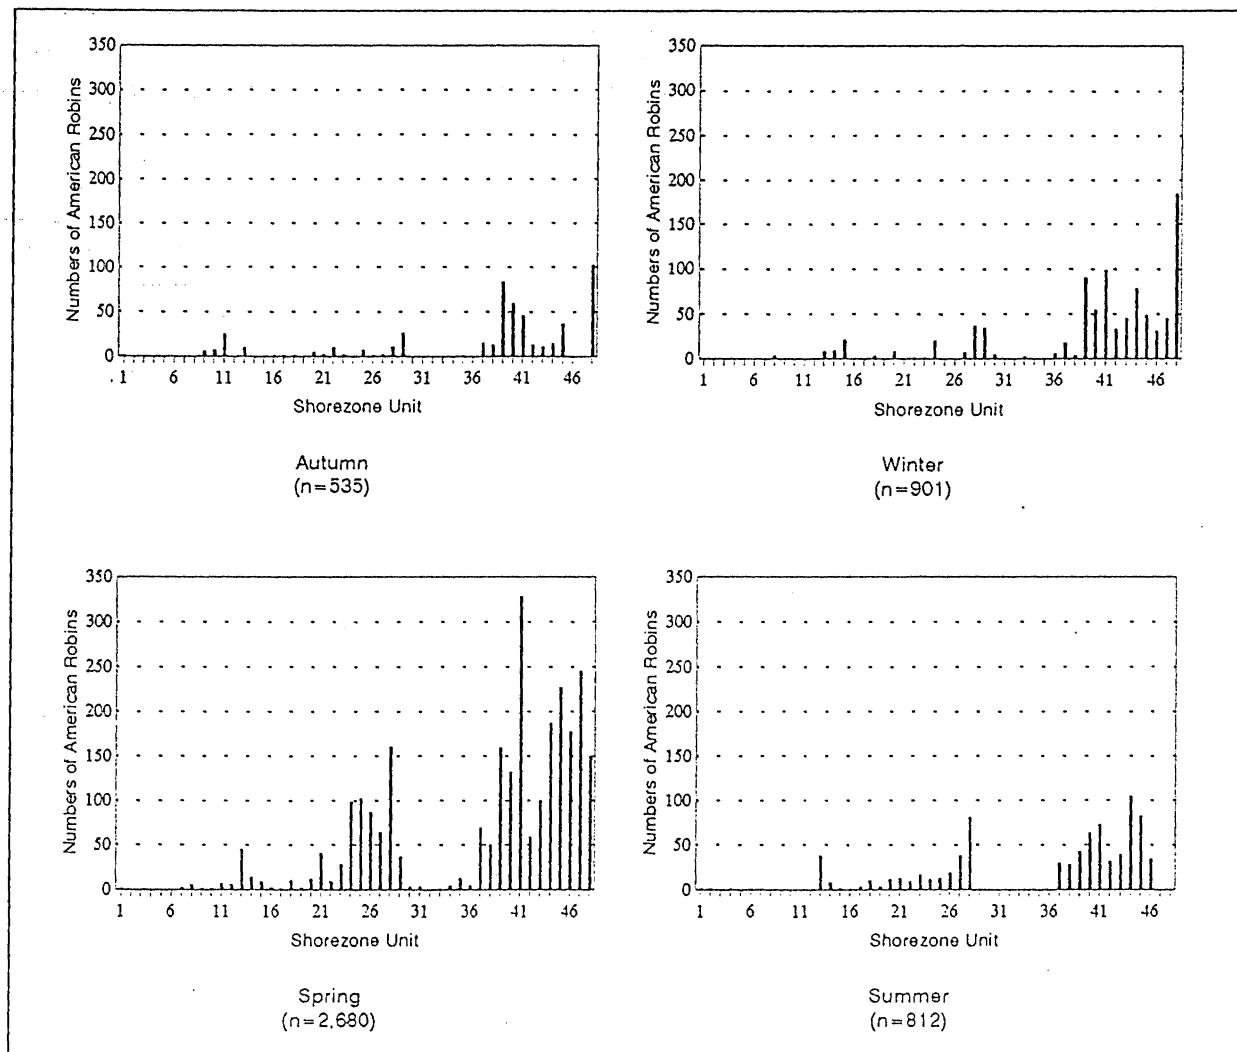 Numbers of American Robins
350
300
250
200
150
100
50
0
1 6 11 16 21 26 31 36 41 46
Shorezone Unit
Autumn
(n=535)
Numbers of American Robins
350
300
250
200
150
100
50
0
1 6 11 16 21 26 31 36 41 46
Shorezone Unit
Winter
(n=901)
Numbers of American Robins
350
300
250
200
150
100
50
0
1 6 11 16 21 26 31 36 41 46
Shorezone Unit
Spring
(n=2,680)
Numbers of American Robins
350
300
250
200
150
100
50
0
1 6 11 16 21 26 31 36 41 46
Shorezone Unit
Summer
(n=812)